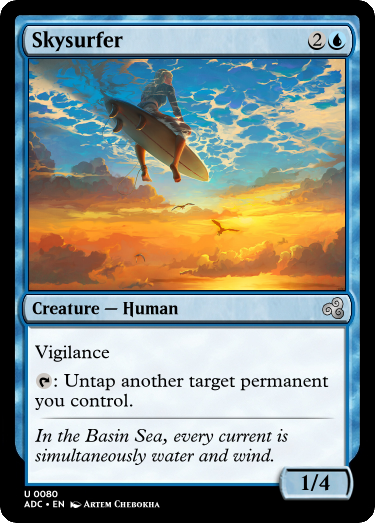 Skysurfer 2
Creature — Human
Vigilance
: Untap another target permanent
you control.
In the Basin Sea, every current is
simultaneously water and wind.
1/4
U 0080
ADC • EN Artem Chebokha